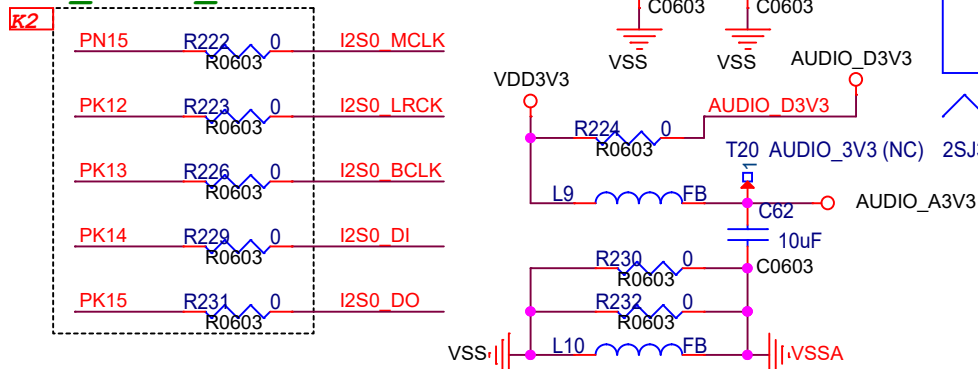 K2
PN15 R222 0 I2S0_MCLK
R0603
PK12 R223 0 I2S0_LRCK
R0603
PK13 R226 0 I2S0_BCLK
R0603
PK14 R229 0 I2S0_DI
R0603
PK15 R231 0 I2S0_DO
R0603
C0603 C0603
VSS VSS
VDD3V3 AUDIO_D3V3
AUDIO_D3V3
R224 0
R0603
T20 AUDIO_3V3 (NC)
1
L9 FB
AUDIO_A3V3
C62
10uF
C0603
R230 0
R0603
R232 0
R0603
VSS L10 FB VSSA